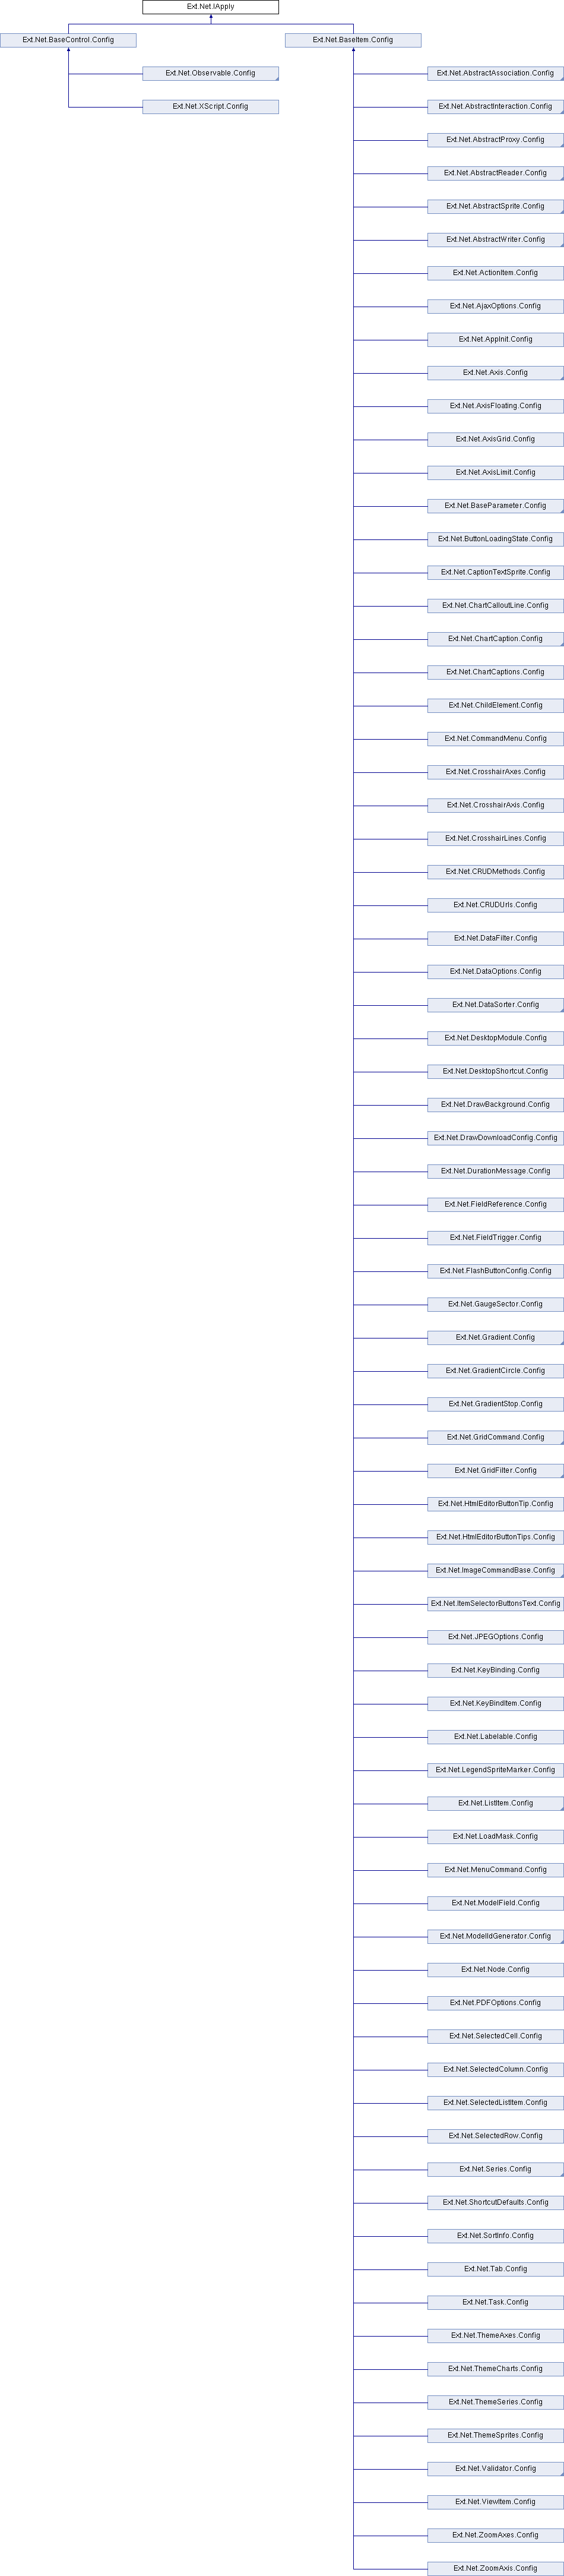 Ext.Net.IApply
Ext.Net.BaseControl.Config
Ext.Net.BaseItem.Config
Ext.Net.Observable.Config
Ext.Net.AbstractAssociation.Config
Ext.Net.XScript.Config
Ext.Net.AbstractInteraction.Config
Ext.Net.AbstractProxy.Config
Ext.Net.AbstractReader.Config
Ext.Net.AbstractSprite.Config
Ext.Net.AbstractWriter.Config
Ext.Net.ActionItem.Config
Ext.Net.AjaxOptions.Config
Ext.Net.AppInit.Config
Ext.Net.Axis.Config
Ext.Net.AxisFloating.Config
Ext.Net.AxisGrid.Config
Ext.Net.AxisLimit.Config
Ext.Net.BaseParameter.Config
Ext.Net.ButtonLoadingState.Config
Ext.Net.CaptionTextSprite.Config
Ext.Net.ChartCalloutLine.Config
Ext.Net.ChartCaption.Config
Ext.Net.ChartCaptions.Config
Ext.Net.ChildElement.Config
Ext.Net.CommandMenu.Config
Ext.Net.CrosshairAxes.Config
Ext.Net.CrosshairAxis.Config
Ext.Net.CrosshairLines.Config
Ext.Net.CRUDMethods.Config
Ext.Net.CRUDUrls.Config
Ext.Net.DataFilter.Config
Ext.Net.DataOptions.Config
Ext.Net.DataSorter.Config
Ext.Net.DesktopModule.Config
Ext.Net.DesktopShortcut.Config
Ext.Net.DrawBackground.Config
Ext.Net.DrawDownloadConfig.Config
Ext.Net.DurationMessage.Config
Ext.Net.FieldReference.Config
Ext.Net.FieldTrigger.Config
Ext.Net.FlashButtonConfig.Config
Ext.Net.GaugeSector.Config
Ext.Net.Gradient.Config
Ext.Net.GradientCircle.Config
Ext.Net.GradientStop.Config
Ext.Net.GridCommand.Config
Ext.Net.GridFilter.Config
Ext.Net.HtmlEditorButtonTip.Config
Ext.Net.HtmlEditorButtonTips.Config
Ext.Net.ImageCommandBase.Config
Ext.Net.ItemSelectorButtonsText.Config
Ext.Net.JPEGOptions.Config
Ext.Net.KeyBinding.Config
Ext.Net.KeyBindItem.Config
Ext.Net.Labelable.Config
Ext.Net.LegendSpriteMarker.Config
Ext.Net.ListItem.Config
Ext.Net.LoadMask.Config
Ext.Net.MenuCommand.Config
Ext.Net.ModelField.Config
Ext.Net.ModelIdGenerator.Config
Ext.Net.Node.Config
Ext.Net.PDFOptions.Config
Ext.Net.SelectedCell.Config
Ext.Net.SelectedColumn.Config
Ext.Net.SelectedListItem.Config
Ext.Net.SelectedRow.Config
Ext.Net.Series.Config
Ext.Net.ShortcutDefaults.Config
Ext.Net.SortInfo.Config
Ext.Net.Tab.Config
Ext.Net.Task.Config
Ext.Net.ThemeAxes.Config
Ext.Net.ThemeCharts.Config
Ext.Net.ThemeSeries.Config
Ext.Net.ThemeSprites.Config
Ext.Net.Validator.Config
Ext.Net.ViewItem.Config
Ext.Net.ZoomAxes.Config
Ext.Net.ZoomAxis.Config